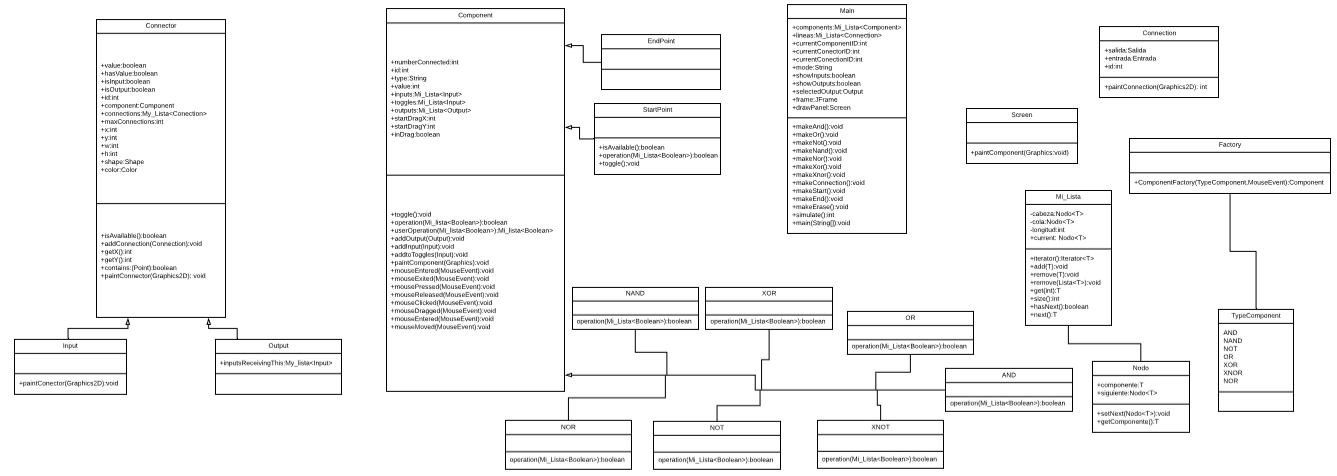 Connector
+value:boolean
+hasValue:boolean
+isInput:boolean
+isOutput:boolean
+id:int
+component:Component
+connections:My_Lista<Conection>
+maxConnections:int
+x:int
+y:int
+w:int
+h:int
+shape:Shape
+color:Color
+isAvailable():boolean
+addConnection(Connection):void
+getX():int
+getY():int
+contains:(Point):boolean
+paintConnector(Graphics2D): void
Input
+paintConector(Graphics2D):void
Output
+inputsReceivingThis:My_lista<Input>
Component
+numberConnected:int
+id:int
+type:String
+value:int
+inputs:Mi_Lista<Input>
+toggles:Mi_Lista<Input>
+outputs:Mi_Lista<Output>
+startDragX:int
+startDragY:int
+inDrag:boolean
+toggle():void
+operation(Mi_lista<Boolean>):boolean
+userOperation(Mi_lista<Boolean>):Mi_lista<Boolean>
+addOutput(Output):void
+addInput(Input):void
+addtoToggles(Input):void
+paintComponent(Graphics):void
+mouseEntered(MouseEvent):void
+mouseExited(MouseEvent):void
+mousePressed(MouseEvent):void
+mouseReleased(MouseEvent):void
+mouseClicked(MouseEvent):void
+mouseDragged(MouseEvent):void
+mouseEntered(MouseEvent):void
+mouseMoved(MouseEvent):void
EndPoint
StartPoint
+isAvailable():boolean
+operation(Mi_Lista<Boolean>):boolean
+toggle():void
Main
+components:Mi_Lista<Component>
+lineas:Mi_Lista<Connection>
+currentComponentID:int
+currentConectorID:int
+currentConectionID:int
+mode:String
+showInputs:boolean
+showOutputs:boolean
+selectedOutput:Output
+frame:JFrame
+drawPanel:Screen
+makeAnd():void
+makeOr():void
+makeNot():void
+makeNand():void
+makeNor():void
+makeXor():void
+makeXnor():void
+makeConnection():void
+makeStart():void
+makeEnd():void
+makeErase():void
+simulate():int
+main(String[]):void
Connection
+salida:Salida
+entrada:Entrada
+id:int
+paintConnection(Graphics2D): int
Screen
+paintComponent(Graphics:void)
Factory
+ComponentFactory(TypeComponent,MouseEvent):Component
Mi_Lista
-cabeza:Nodo<T>
-cola:Nodo<T>
-longitud:int
+current: Nodo<T>
+iterator():Iterator<T>
+add(T):void
+remove(T):void
+remove(Lista<T>):void
+get(int):T
+size():int
+hasNext():boolean
+next():T
Nodo
+componente:T
+siguiente:Nodo<T>
+setNext(Nodo<T>):void
+getComponente():T
TypeComponent
AND
NAND
NOT
OR
XOR
XNOR
NOR
NAND
operation(Mi_Lista<Boolean>):boolean
XOR
operation(Mi_Lista<Boolean>):boolean
OR
operation(Mi_Lista<Boolean>):boolean
AND
operation(Mi_Lista<Boolean>):boolean
NOR
operation(Mi_Lista<Boolean>):boolean
NOT
operation(Mi_Lista<Boolean>):boolean
XNOT
operation(Mi_Lista<Boolean>):boolean